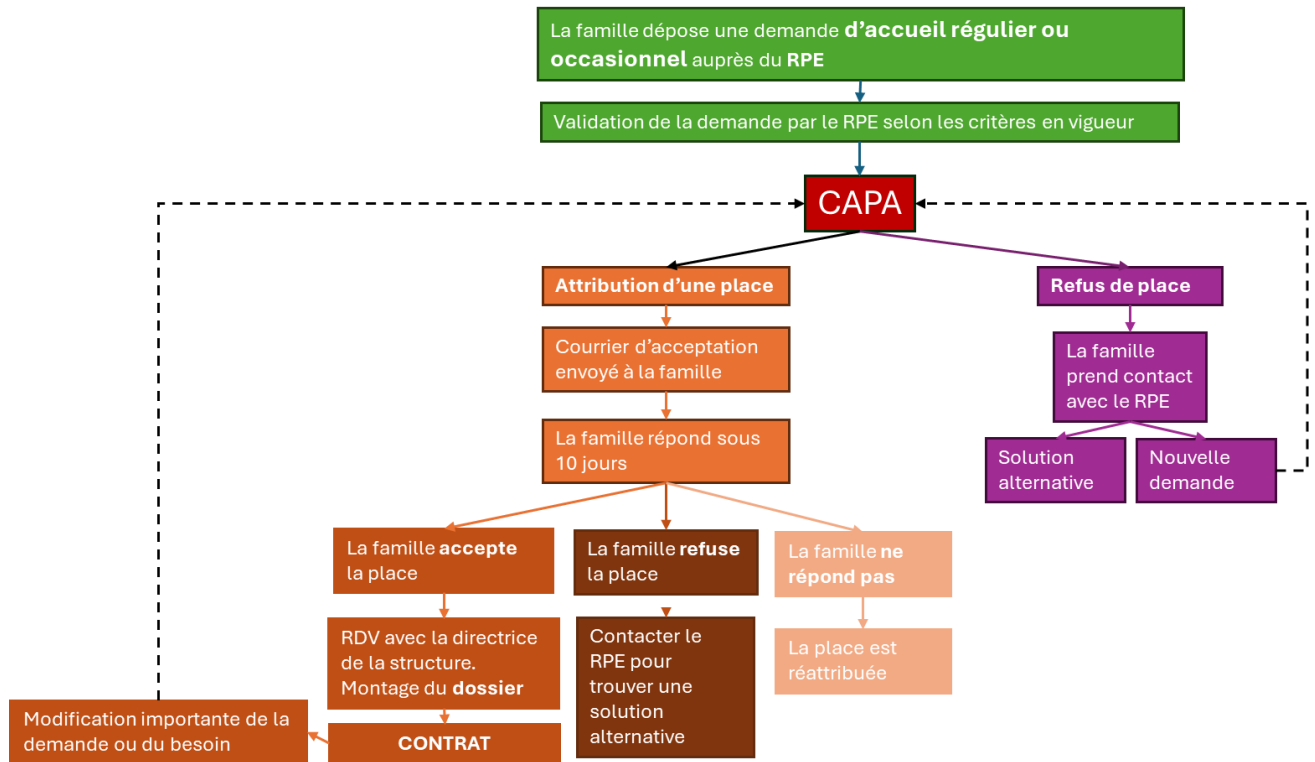 La famille dépose une demande d'accueil régulier ou
occasionnel auprès du RPE
Validation de la demande par le RPE selon les critères en vigueur
CAPA
Attribution d'une place
Refus de place
Courrier d'acceptation
envoyé à la famille
La famille
prend contact
avec le RPE
La famille répond sous
10 jours
Solution
alternative
Nouvelle
demande
La famille accepte
la place
La famille refuse
la place
La famille ne
répond pas
RDV avec la directrice
de la structure.
Montage du dossier
Contacter le
RPE pour
trouver une
solution
alternative
La place est
réattribuée
Modification importante de la
demande ou du besoin
CONTRAT